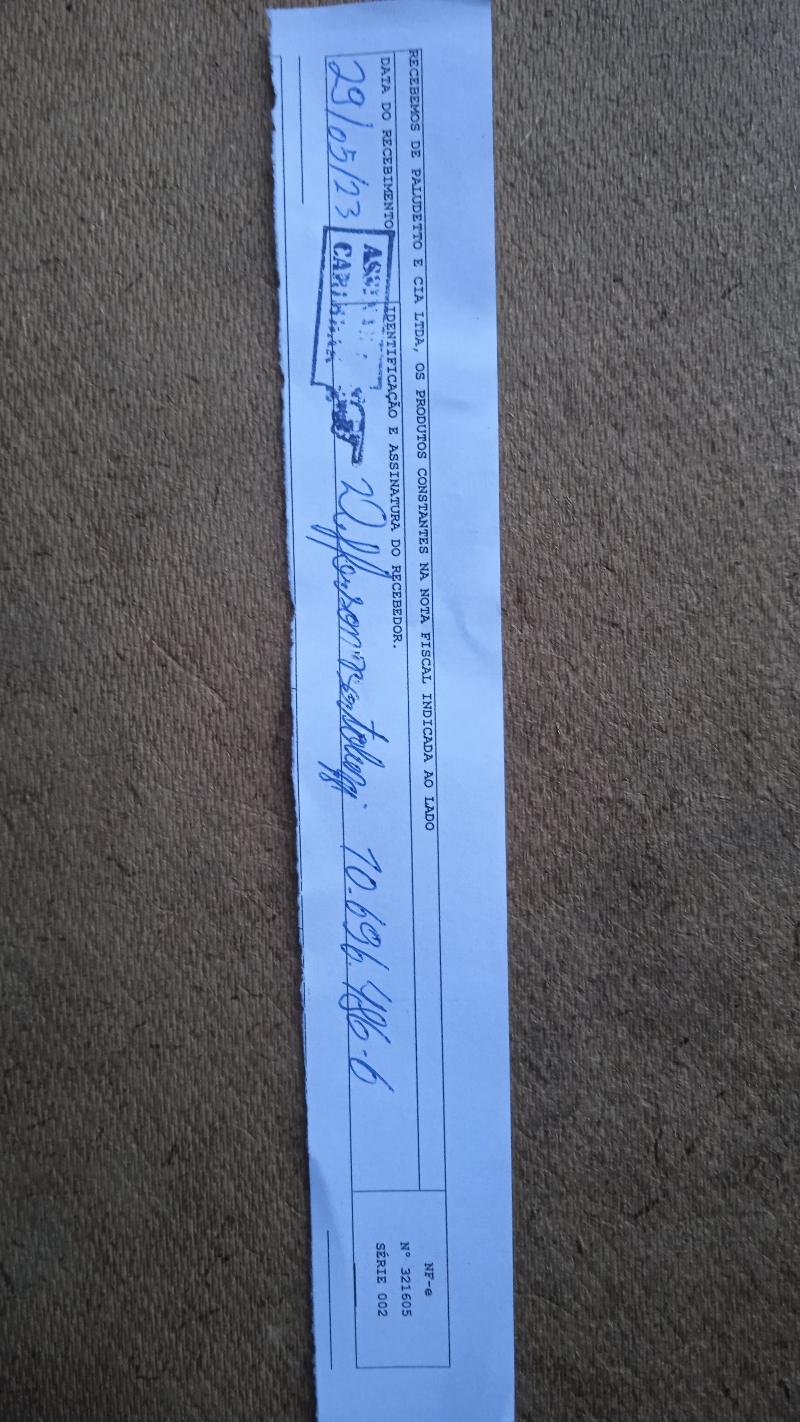 RECEBEMOS DE PALUDETTO E CIA LTDA, OS PRODUTOS CONSTANTES NA NOTA FISCAL INDICADA AO LADO
DATA DO RECEBIMENTO
IDENTIFICAÇÃO E ASSINATURA DO RECEBEDOR.
29/05/23
10.696.486-6
NF-e
Nº 321605
SÉRIE 002